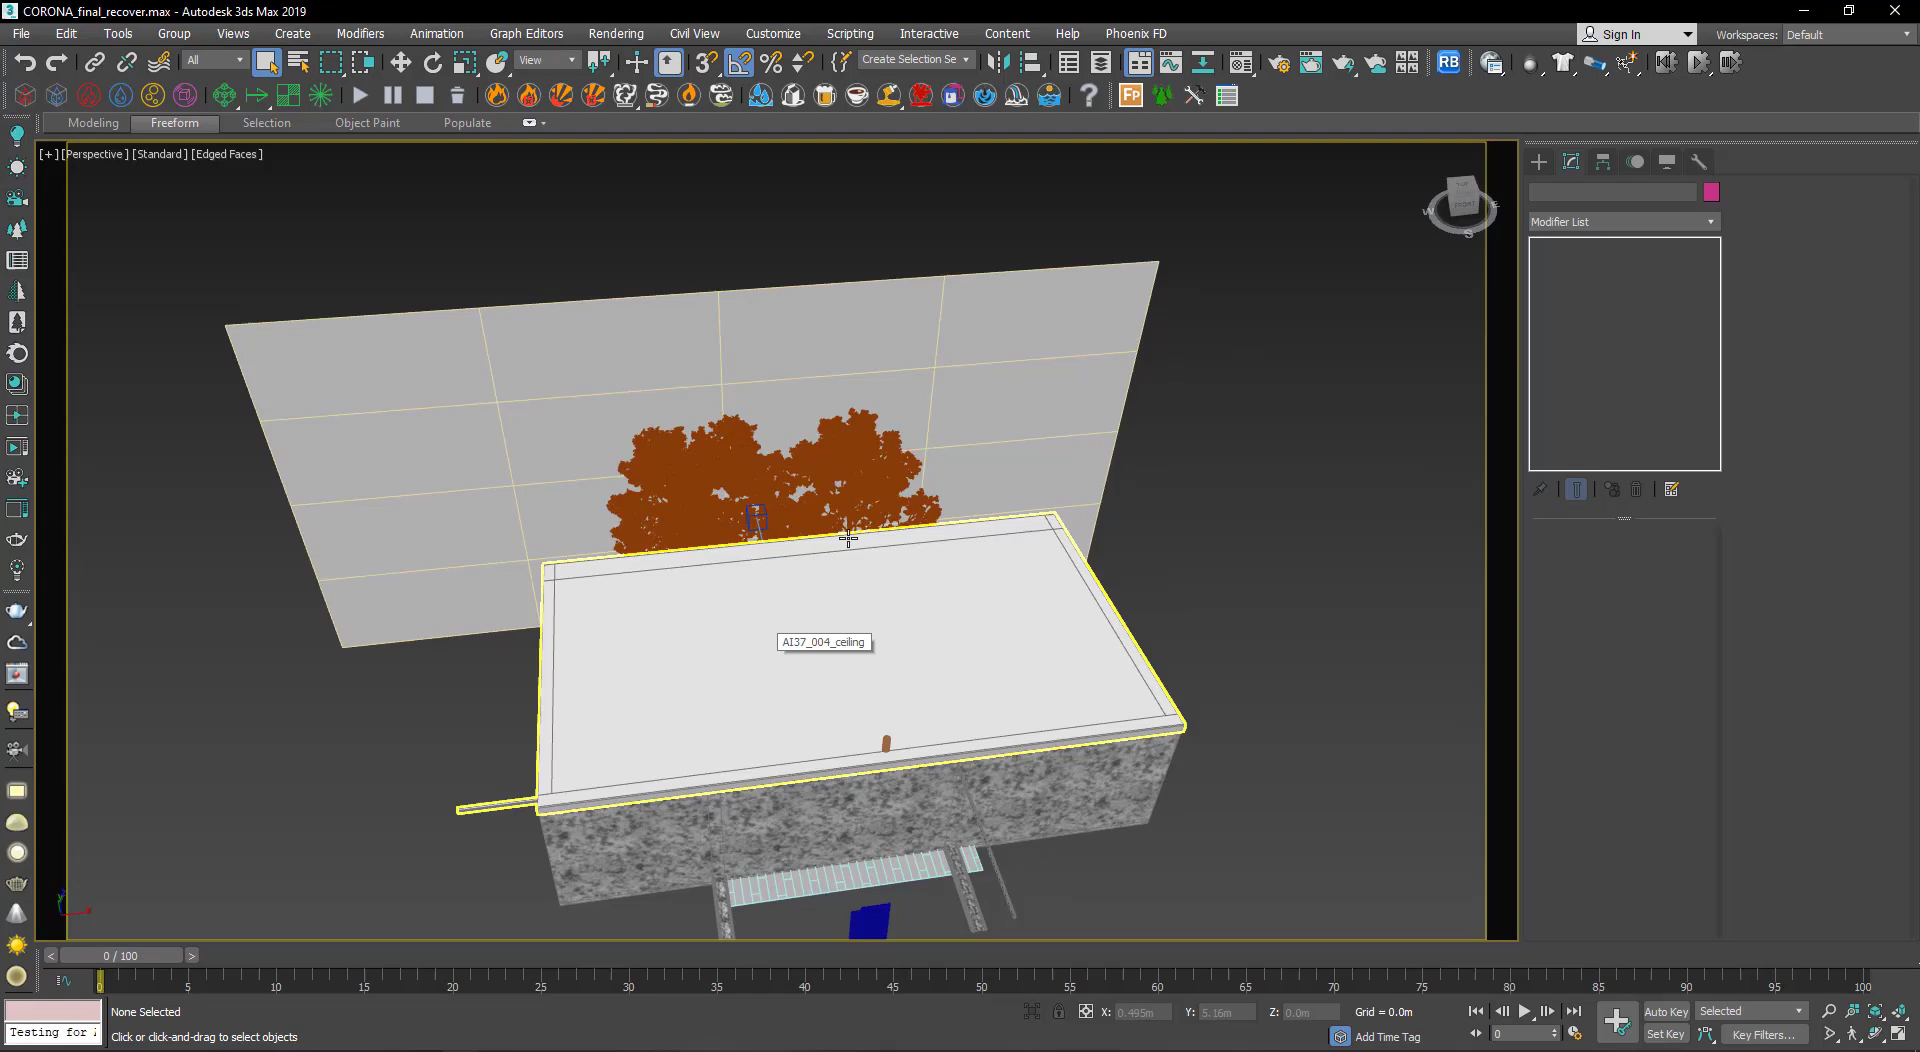 CORONA_final_recover.max - Autodesk 3ds Max 2019
File Edit Tools Group Views Create Modifiers Animation Graph Editors Rendering Civil View Customize Scripting Interactive Content Help Phoenix FD Sign In Workspaces: Default
All View Create Selection Se RB
Fp
Modeling Freeform Selection Object Paint Populate
[+] [Perspective ] [Standard ] [Edged Faces ]
TOP
FRONT
W
S
Modifier List
AI37_004_ceiling
< 0 / 100 >
0 5 10 15 20 25 30 35 40 45 50 55 60 65 70 75 80 85 90 95 100
None Selected X: 0.495m Y: 5.16m Z: 0.0m Grid = 0.0m Auto Key Selected
Testing for
Click or click-and-drag to select objects Add Time Tag 0 Set Key Key Filters...